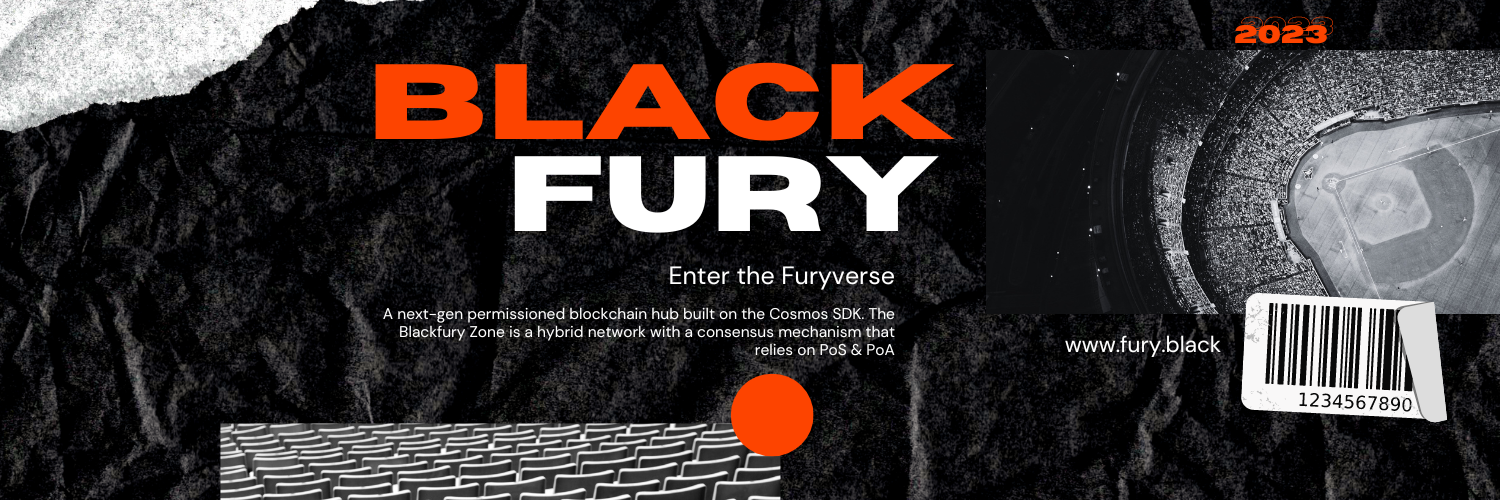 2023
BLACK
FURY
Enter the Furyverse
A next-gen permissioned blockchain hub built on the Cosmos SDK. The
Blackfury Zone is a hybrid network with a consensus mechanism that
relies on PoS & PoA
www.fury.black
1234567890